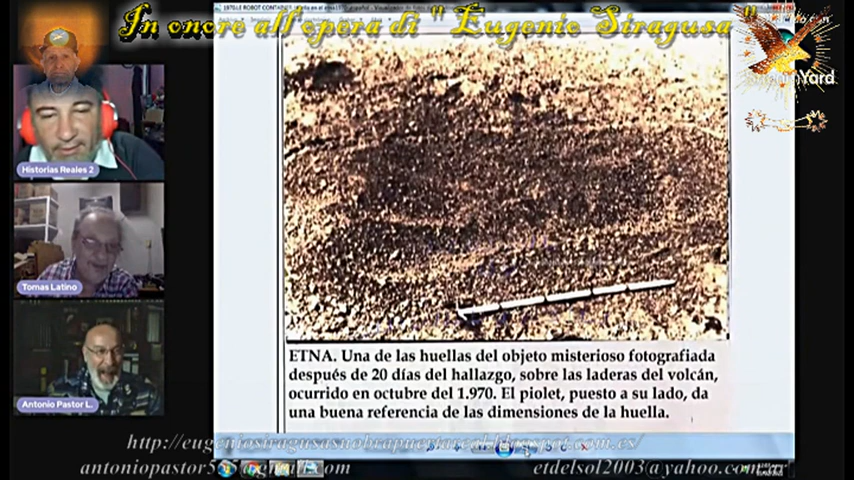 In onore all'opera di " Eugenio Siragusa "
Historias Reales 2
Tomas Latino
Antonio Pastor L.
ETNA. Una de las huellas del objeto misterioso fotografiada
después de 20 días del hallazgo, sobre las laderas del volcán,
ocurrido en octubre del 1.970. El piolet, puesto a su lado, da
una buena referencia de las dimensiones de la huella.
etdelsol2003@yahoo.com